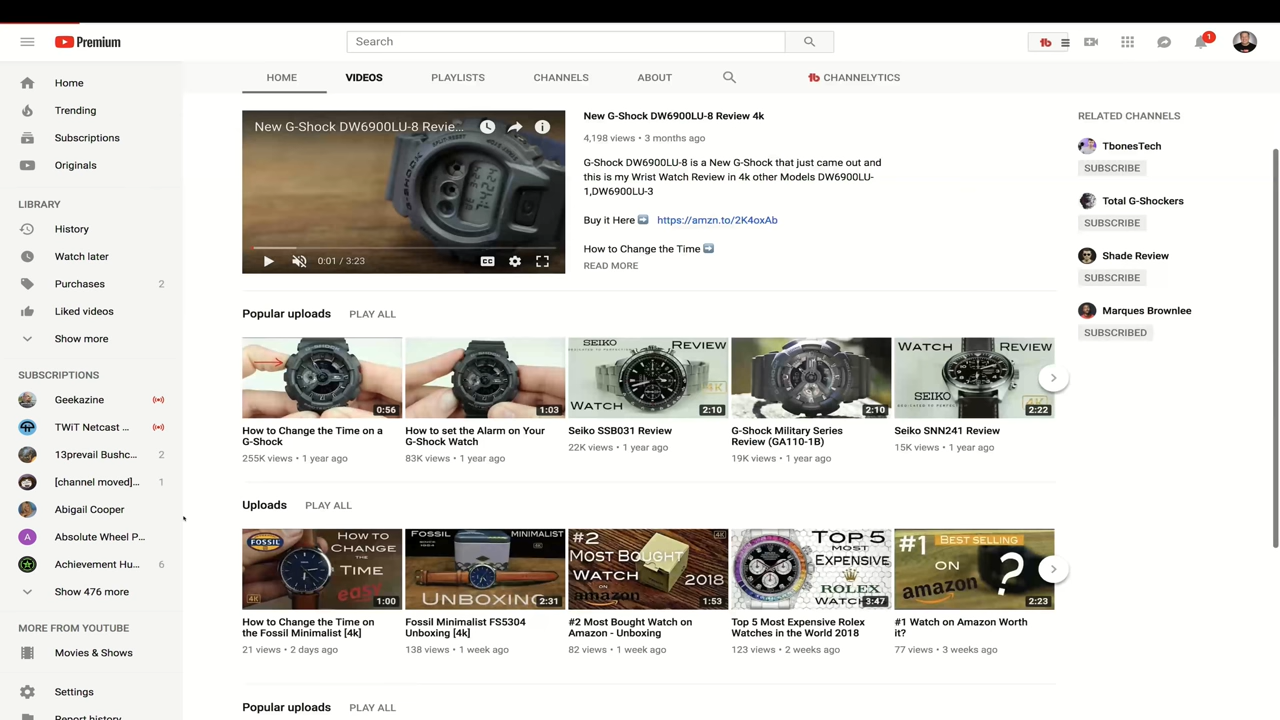 Premium
Search
1
HOME
VIDEOS
PLAYLISTS
CHANNELS
ABOUT
tb CHANNELYTICS
Home
Trending
Subscriptions
Originals
LIBRARY
History
Watch later
Purchases 2
Liked videos
Show more
SUBSCRIPTIONS
Geekazine
TWiT Netcast ...
13prevail Bushc... 2
[channel moved]... 1
Abigail Cooper
A Absolute Wheel P...
Achievement Hu... 6
Show 476 more
MORE FROM YOUTUBE
Movies & Shows
Settings
Report history
New G-Shock DW6900LU-8 Revie...
0:01 / 3:23
New G-Shock DW6900LU-8 Review 4k
4,198 views • 3 months ago
G-Shock DW6900LU-8 is a New G-Shock that just came out and
this is my Wrist Watch Review in 4k other Models DW6900LU-
1,DW6900LU-3
Buy it Here ➡ https://amzn.to/2K4oxAb
How to Change the Time ➡
READ MORE
Popular uploads PLAY ALL
0:56
How to Change the Time on a
G-Shock
255K views • 1 year ago
1:03
How to set the Alarm on Your
G-Shock Watch
83K views • 1 year ago
SEIKO REVIEW
WATCH 4K
2:10
Seiko SSB031 Review
22K views • 1 year ago
2:10
G-Shock Military Series
Review (GA110-1B)
19K views • 1 year ago
WATCH REVIEW
SEIKO
2:22
Seiko SNN241 Review
15K views • 1 year ago
Uploads PLAY ALL
FOSSIL
HOW TO
CHANGE
THE
TIME
easy
4K
1:00
How to Change the Time on
the Fossil Minimalist [4k]
21 views • 2 days ago
FOSSIL MINIMALIST
UNBOXING
2:31
Fossil Minimalist FS5304
Unboxing [4k]
138 views • 1 week ago
#2
MOST BOUGHT
WATCH 2018
ON
amazon
4K
1:53
#2 Most Bought Watch on
Amazon - Unboxing
82 views • 1 week ago
TOP 5
MOST
EXPENSIVE
ROLEX
WATCHES
3:47
Top 5 Most Expensive Rolex
Watches in the World 2018
123 views • 2 weeks ago
#1 BEST SELLING
ON
amazon ?
2:23
#1 Watch on Amazon Worth
it?
77 views • 3 weeks ago
Popular uploads PLAY ALL
RELATED CHANNELS
TbonesTech
SUBSCRIBE
Total G-Shockers
SUBSCRIBE
Shade Review
SUBSCRIBE
Marques Brownlee
SUBSCRIBED